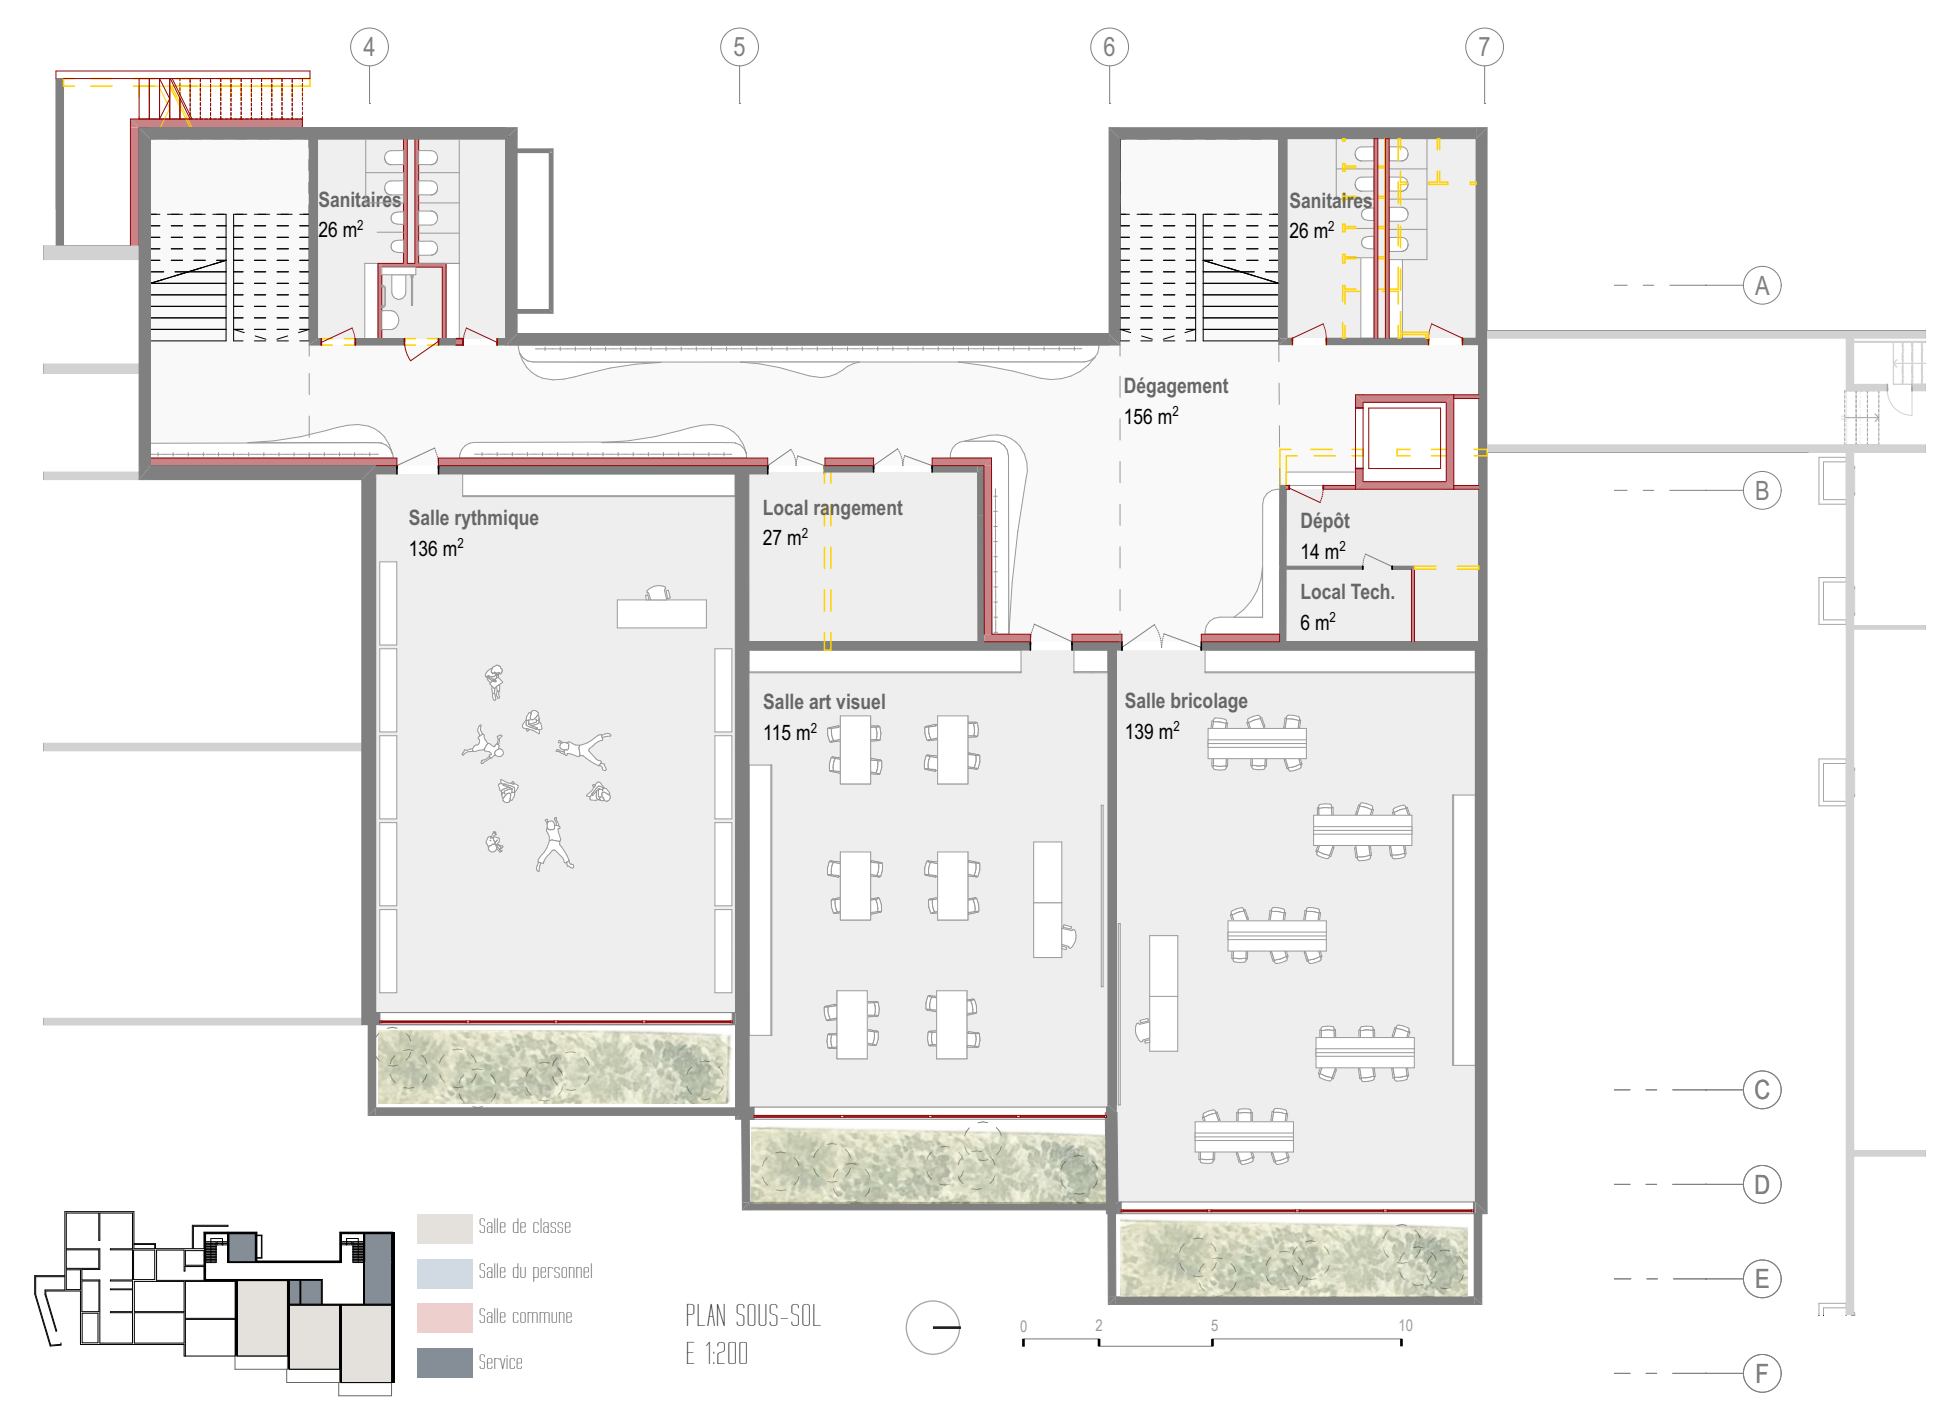 4
5
6
7
Sanitaires
26 m²
Sanitaires
26 m²
A
Dégagement
156 m²
B
Salle rythmique
136 m²
Local rangement
27 m²
Dépôt
14 m²
Local Tech.
6 m²
Salle art visuel
115 m²
Salle bricolage
139 m²
C
D
E
F
Salle de classe
Salle du personnel
Salle commune
Service
PLAN SOUS-SOL
E 1:200
0 2 5 10